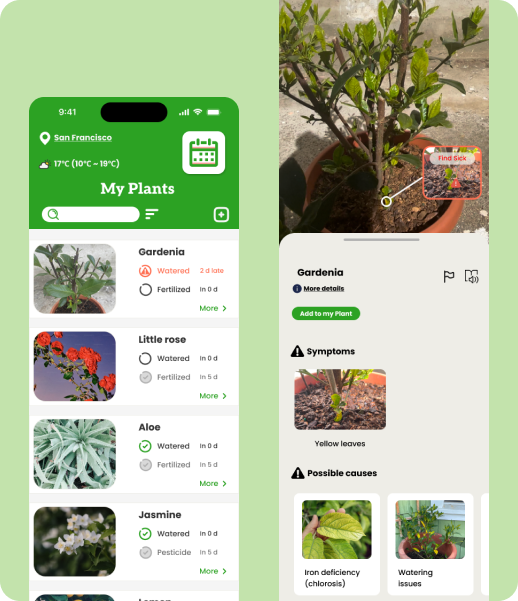 9:41
San Francisco
17°C (10°C ~ 19°C)
My Plants
Gardenia
Watered 2 d late
Fertilized In 0 d
More >
Little rose
Watered In 0 d
Fertilized In 5 d
More >
Aloe
Watered In 0 d
Fertilized In 5 d
More >
Jasmine
Watered In 0 d
Pesticide In 5 d
More >
Find Sick
Gardenia
More details
Add to my Plant
Symptoms
Yellow leaves
Possible causes
Iron deficiency
(chlorosis)
Watering
issues